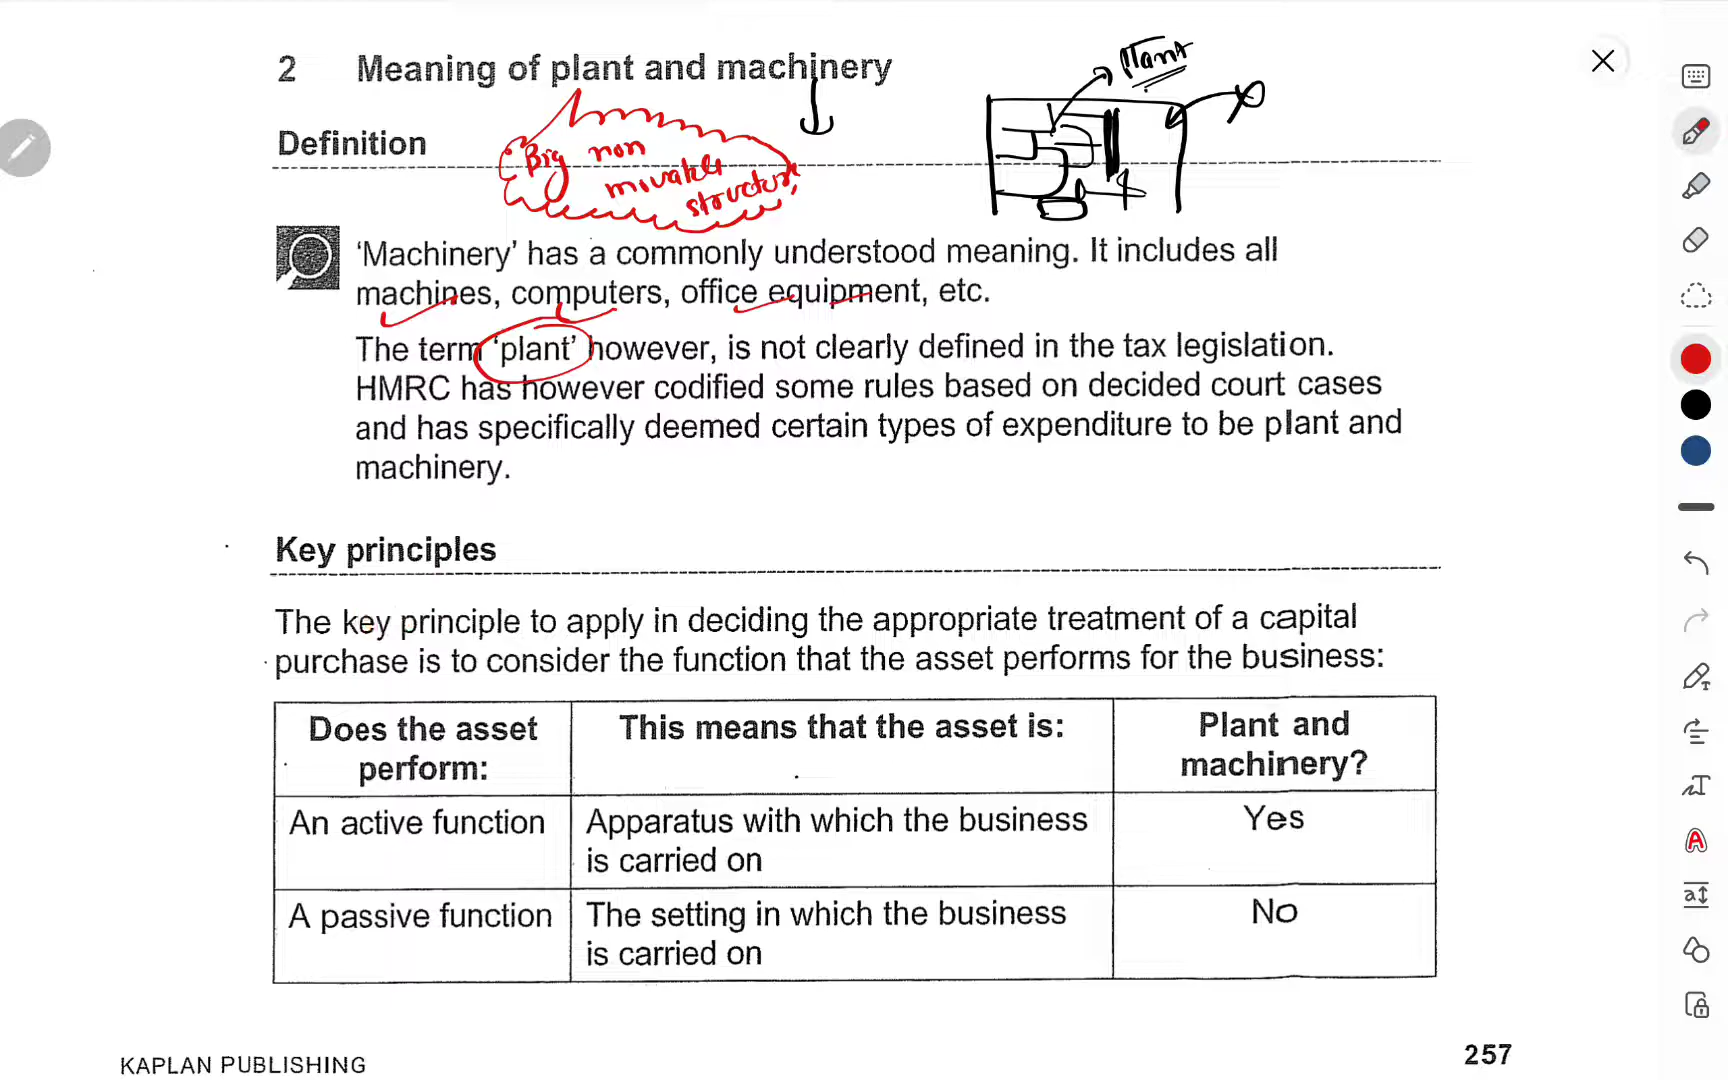 2 Meaning of plant and machinery
Plant
Definition
Big non
movable
structure,
‘Machinery’ has a commonly understood meaning. It includes all
machines, computers, office equipment, etc.
The term ‘plant’ however, is not clearly defined in the tax legislation.
HMRC has however codified some rules based on decided court cases
and has specifically deemed certain types of expenditure to be plant and
machinery.
Key principles
The key principle to apply in deciding the appropriate treatment of a capital
purchase is to consider the function that the asset performs for the business:
Does the asset
perform:
This means that the asset is:
Plant and
machinery?
An active function
Apparatus with which the business
is carried on
Yes
A passive function
The setting in which the business
is carried on
No
KAPLAN PUBLISHING
257